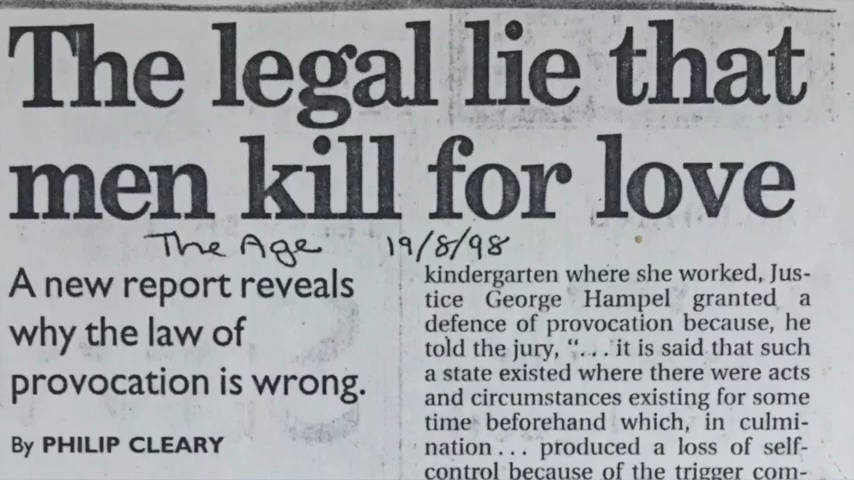 The legal lie that
men kill for love
The Age 19/8/98
A new report reveals
why the law of
provocation is wrong.
By PHILIP CLEARY
kindergarten where she worked, Jus-
tice George Hampel granted a
defence of provocation because, he
told the jury, “. . . it is said that such
a state existed where there were acts
and circumstances existing for some
time beforehand which, in culmi-
nation . . . produced a loss of self-
control because of the trigger com-